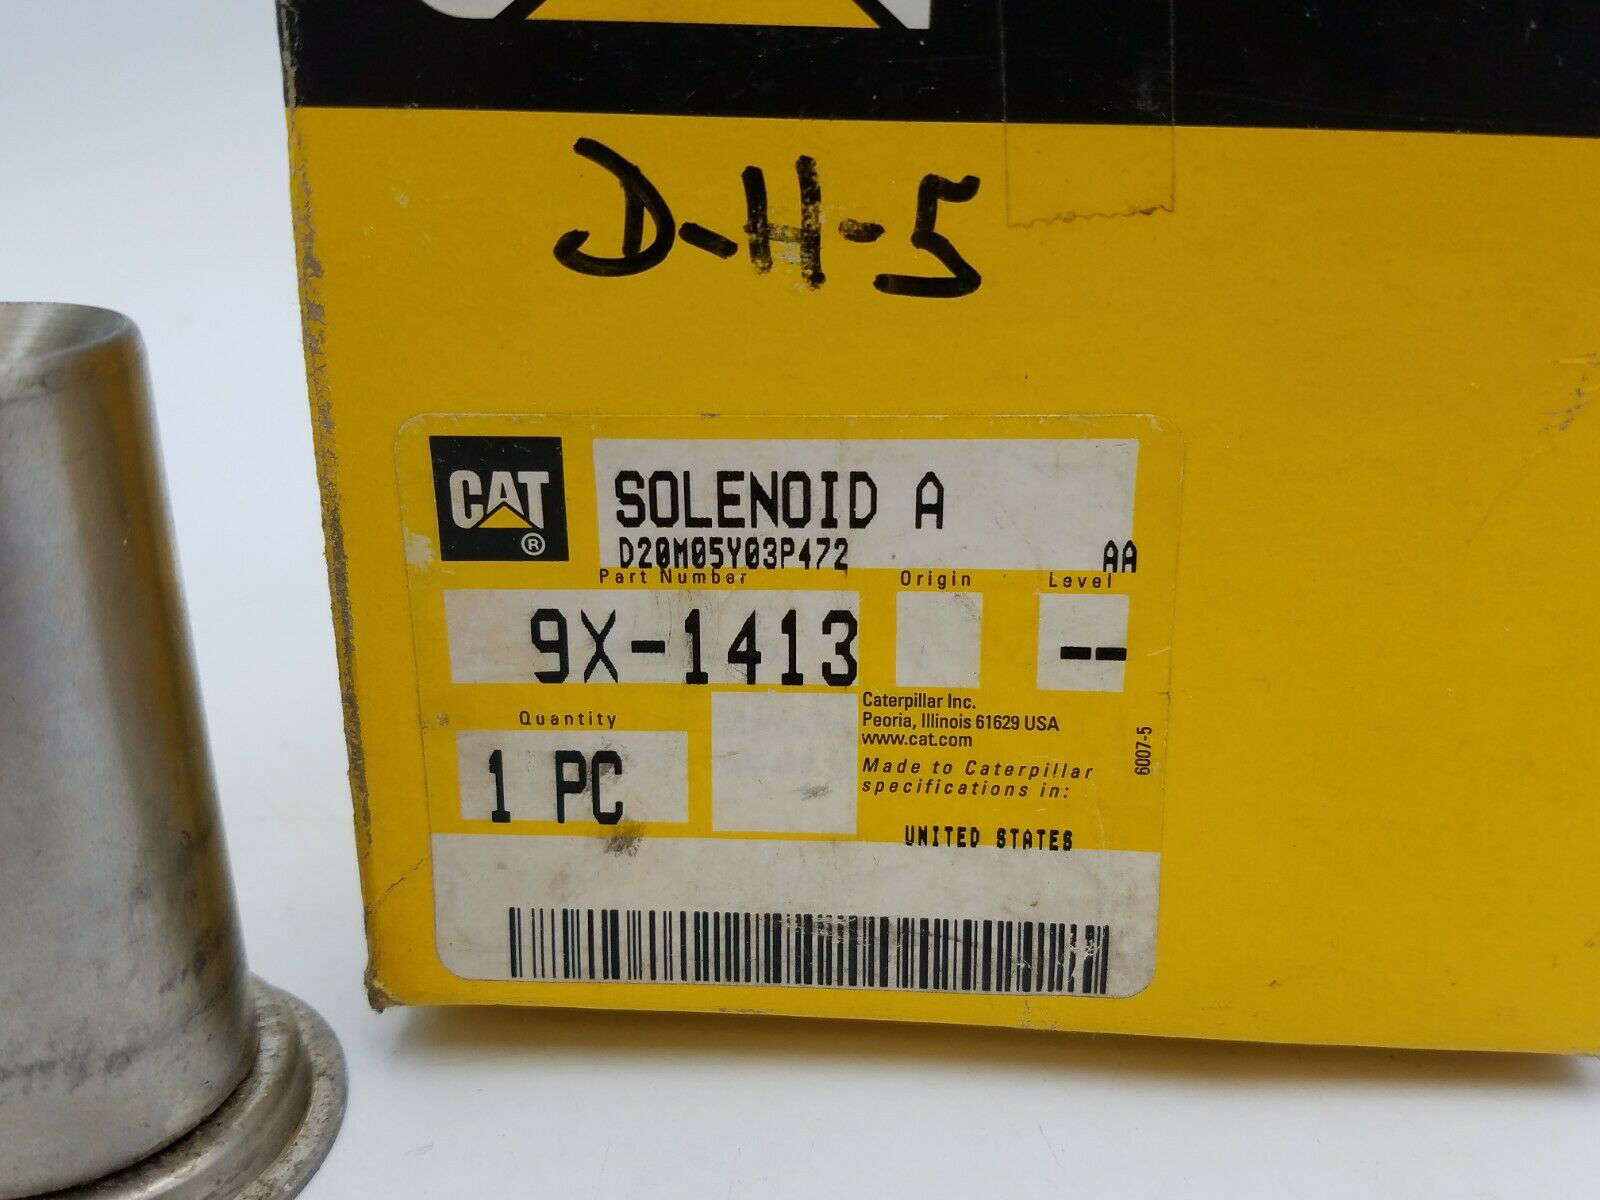 D-H-5
CAT ®
SOLENOID A
D20M05Y03P472 AA
Part Number Origin Level
9X-1413 --
Quantity
1 PC
Caterpillar Inc.
Peoria, Illinois 61629 USA
www.cat.com
Made to Caterpillar
specifications in:
UNITED STATES
6007-5